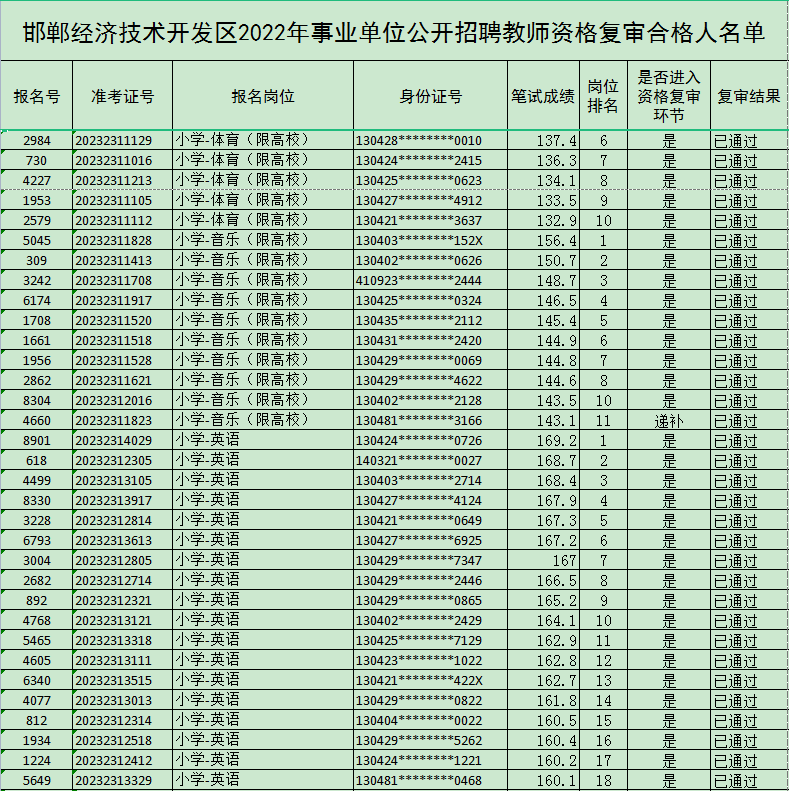 邯郸经济技术开发区2022年事业单位公开招聘教师资格复审合格人名单
报名号 准考证号 报名岗位 身份证号 笔试成绩 岗位排名 是否进入资格复审环节 复审结果
2984 20232311129 小学-体育（限高校） 130428********0010 137.4 6 是 已通过
730 20232311016 小学-体育（限高校） 130424********2415 136.3 7 是 已通过
4227 20232311213 小学-体育（限高校） 130425********0623 134.1 8 是 已通过
1953 20232311105 小学-体育（限高校） 130427********4912 133.5 9 是 已通过
2579 20232311112 小学-体育（限高校） 130421********3637 132.9 10 是 已通过
5045 20232311828 小学-音乐（限高校） 130403********152X 156.4 1 是 已通过
309 20232311413 小学-音乐（限高校） 130402********0626 150.7 2 是 已通过
3242 20232311708 小学-音乐（限高校） 410923********2444 148.7 3 是 已通过
6174 20232311917 小学-音乐（限高校） 130425********0324 146.5 4 是 已通过
1708 20232311520 小学-音乐（限高校） 130435********2112 145.4 5 是 已通过
1661 20232311518 小学-音乐（限高校） 130431********2420 144.9 6 是 已通过
1956 20232311528 小学-音乐（限高校） 130429********0069 144.8 7 是 已通过
2862 20232311621 小学-音乐（限高校） 130429********4622 144.6 8 是 已通过
8304 20232312016 小学-音乐（限高校） 130402********2128 143.5 10 是 已通过
4660 20232311823 小学-音乐（限高校） 130481********3166 143.1 11 递补 已通过
8901 20232314029 小学-英语 130424********0726 169.2 1 是 已通过
618 20232312305 小学-英语 140321********0027 168.7 2 是 已通过
4499 20232313105 小学-英语 130403********2714 168.4 3 是 已通过
8330 20232313917 小学-英语 130427********4124 167.9 4 是 已通过
3228 20232312814 小学-英语 130421********0649 167.3 5 是 已通过
6793 20232313613 小学-英语 130427********6925 167.2 6 是 已通过
3004 20232312805 小学-英语 130429********7347 167 7 是 已通过
2682 20232312714 小学-英语 130429********2446 166.5 8 是 已通过
892 20232312321 小学-英语 130429********0865 165.2 9 是 已通过
4768 20232313121 小学-英语 130402********2429 164.1 10 是 已通过
5465 20232313318 小学-英语 130425********7129 162.9 11 是 已通过
4605 20232313111 小学-英语 130423********1022 162.8 12 是 已通过
6340 20232313515 小学-英语 130421********422X 162.7 13 是 已通过
4077 20232313013 小学-英语 130429********0822 161.8 14 是 已通过
812 20232312314 小学-英语 130404********0022 160.5 15 是 已通过
1934 20232312518 小学-英语 130429********5262 160.4 16 是 已通过
1224 20232312412 小学-英语 130424********1221 160.2 17 是 已通过
5649 20232313329 小学-英语 130481********0468 160.1 18 是 已通过